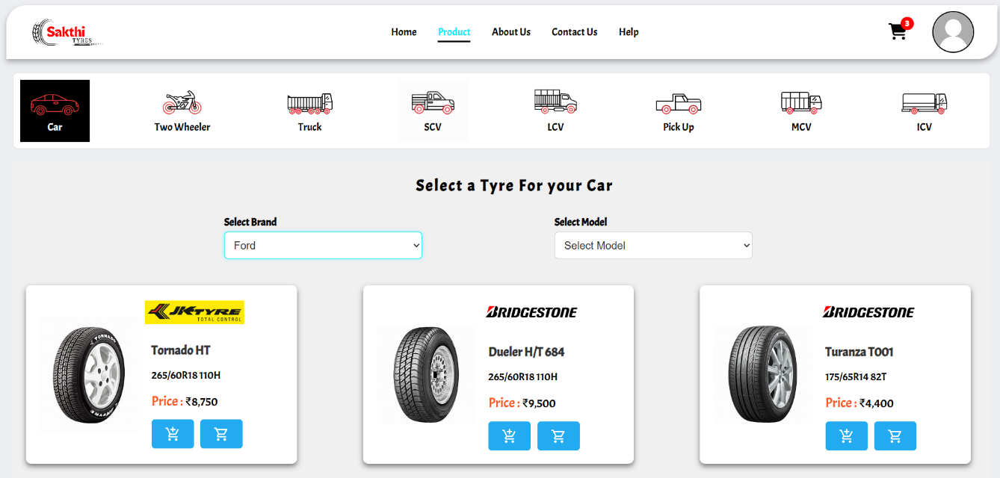 Sakthi
TYRES
Home
Product
About Us
Contact Us
Help
3
Car
Two Wheeler
Truck
SCV
LCV
Pick Up
MCV
ICV
Select a Tyre For your Car
Select Brand
Ford
Select Model
Select Model
JK TYRE
TOTAL CONTROL
TORNADO
JK TYRE
Tornado HT
265/60R18 110H
Price : ₹8,750
BRIDGESTONE
Dueler H/T 684
265/60R18 110H
Price : ₹9,500
BRIDGESTONE
Turanza T001
175/65R14 82T
Price : ₹4,400